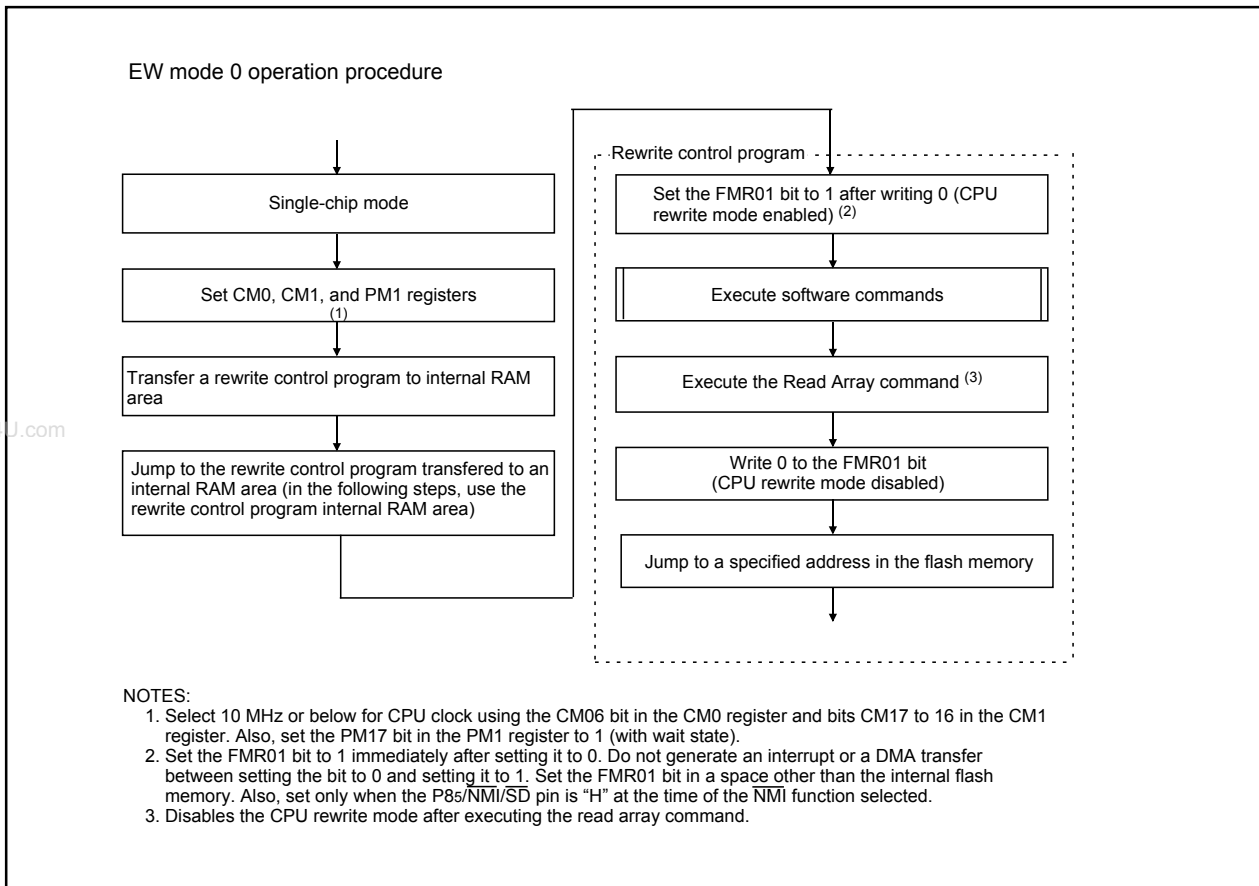 EW mode 0 operation procedure
Single-chip mode
Set CM0, CM1, and PM1 registers
(1)
Transfer a rewrite control program to internal RAM
area
Jump to the rewrite control program transfered to an
internal RAM area (in the following steps, use the
rewrite control program internal RAM area)
Rewrite control program
Set the FMR01 bit to 1 after writing 0 (CPU
rewrite mode enabled) (2)
Execute software commands
Execute the Read Array command (3)
Write 0 to the FMR01 bit
(CPU rewrite mode disabled)
Jump to a specified address in the flash memory
U.com
NOTES:
1. Select 10 MHz or below for CPU clock using the CM06 bit in the CM0 register and bits CM17 to 16 in the CM1
register. Also, set the PM17 bit in the PM1 register to 1 (with wait state).
2. Set the FMR01 bit to 1 immediately after setting it to 0. Do not generate an interrupt or a DMA transfer
between setting the bit to 0 and setting it to 1. Set the FMR01 bit in a space other than the internal flash
memory. Also, set only when the P85/NMI/SD pin is “H” at the time of the NMI function selected.
3. Disables the CPU rewrite mode after executing the read array command.